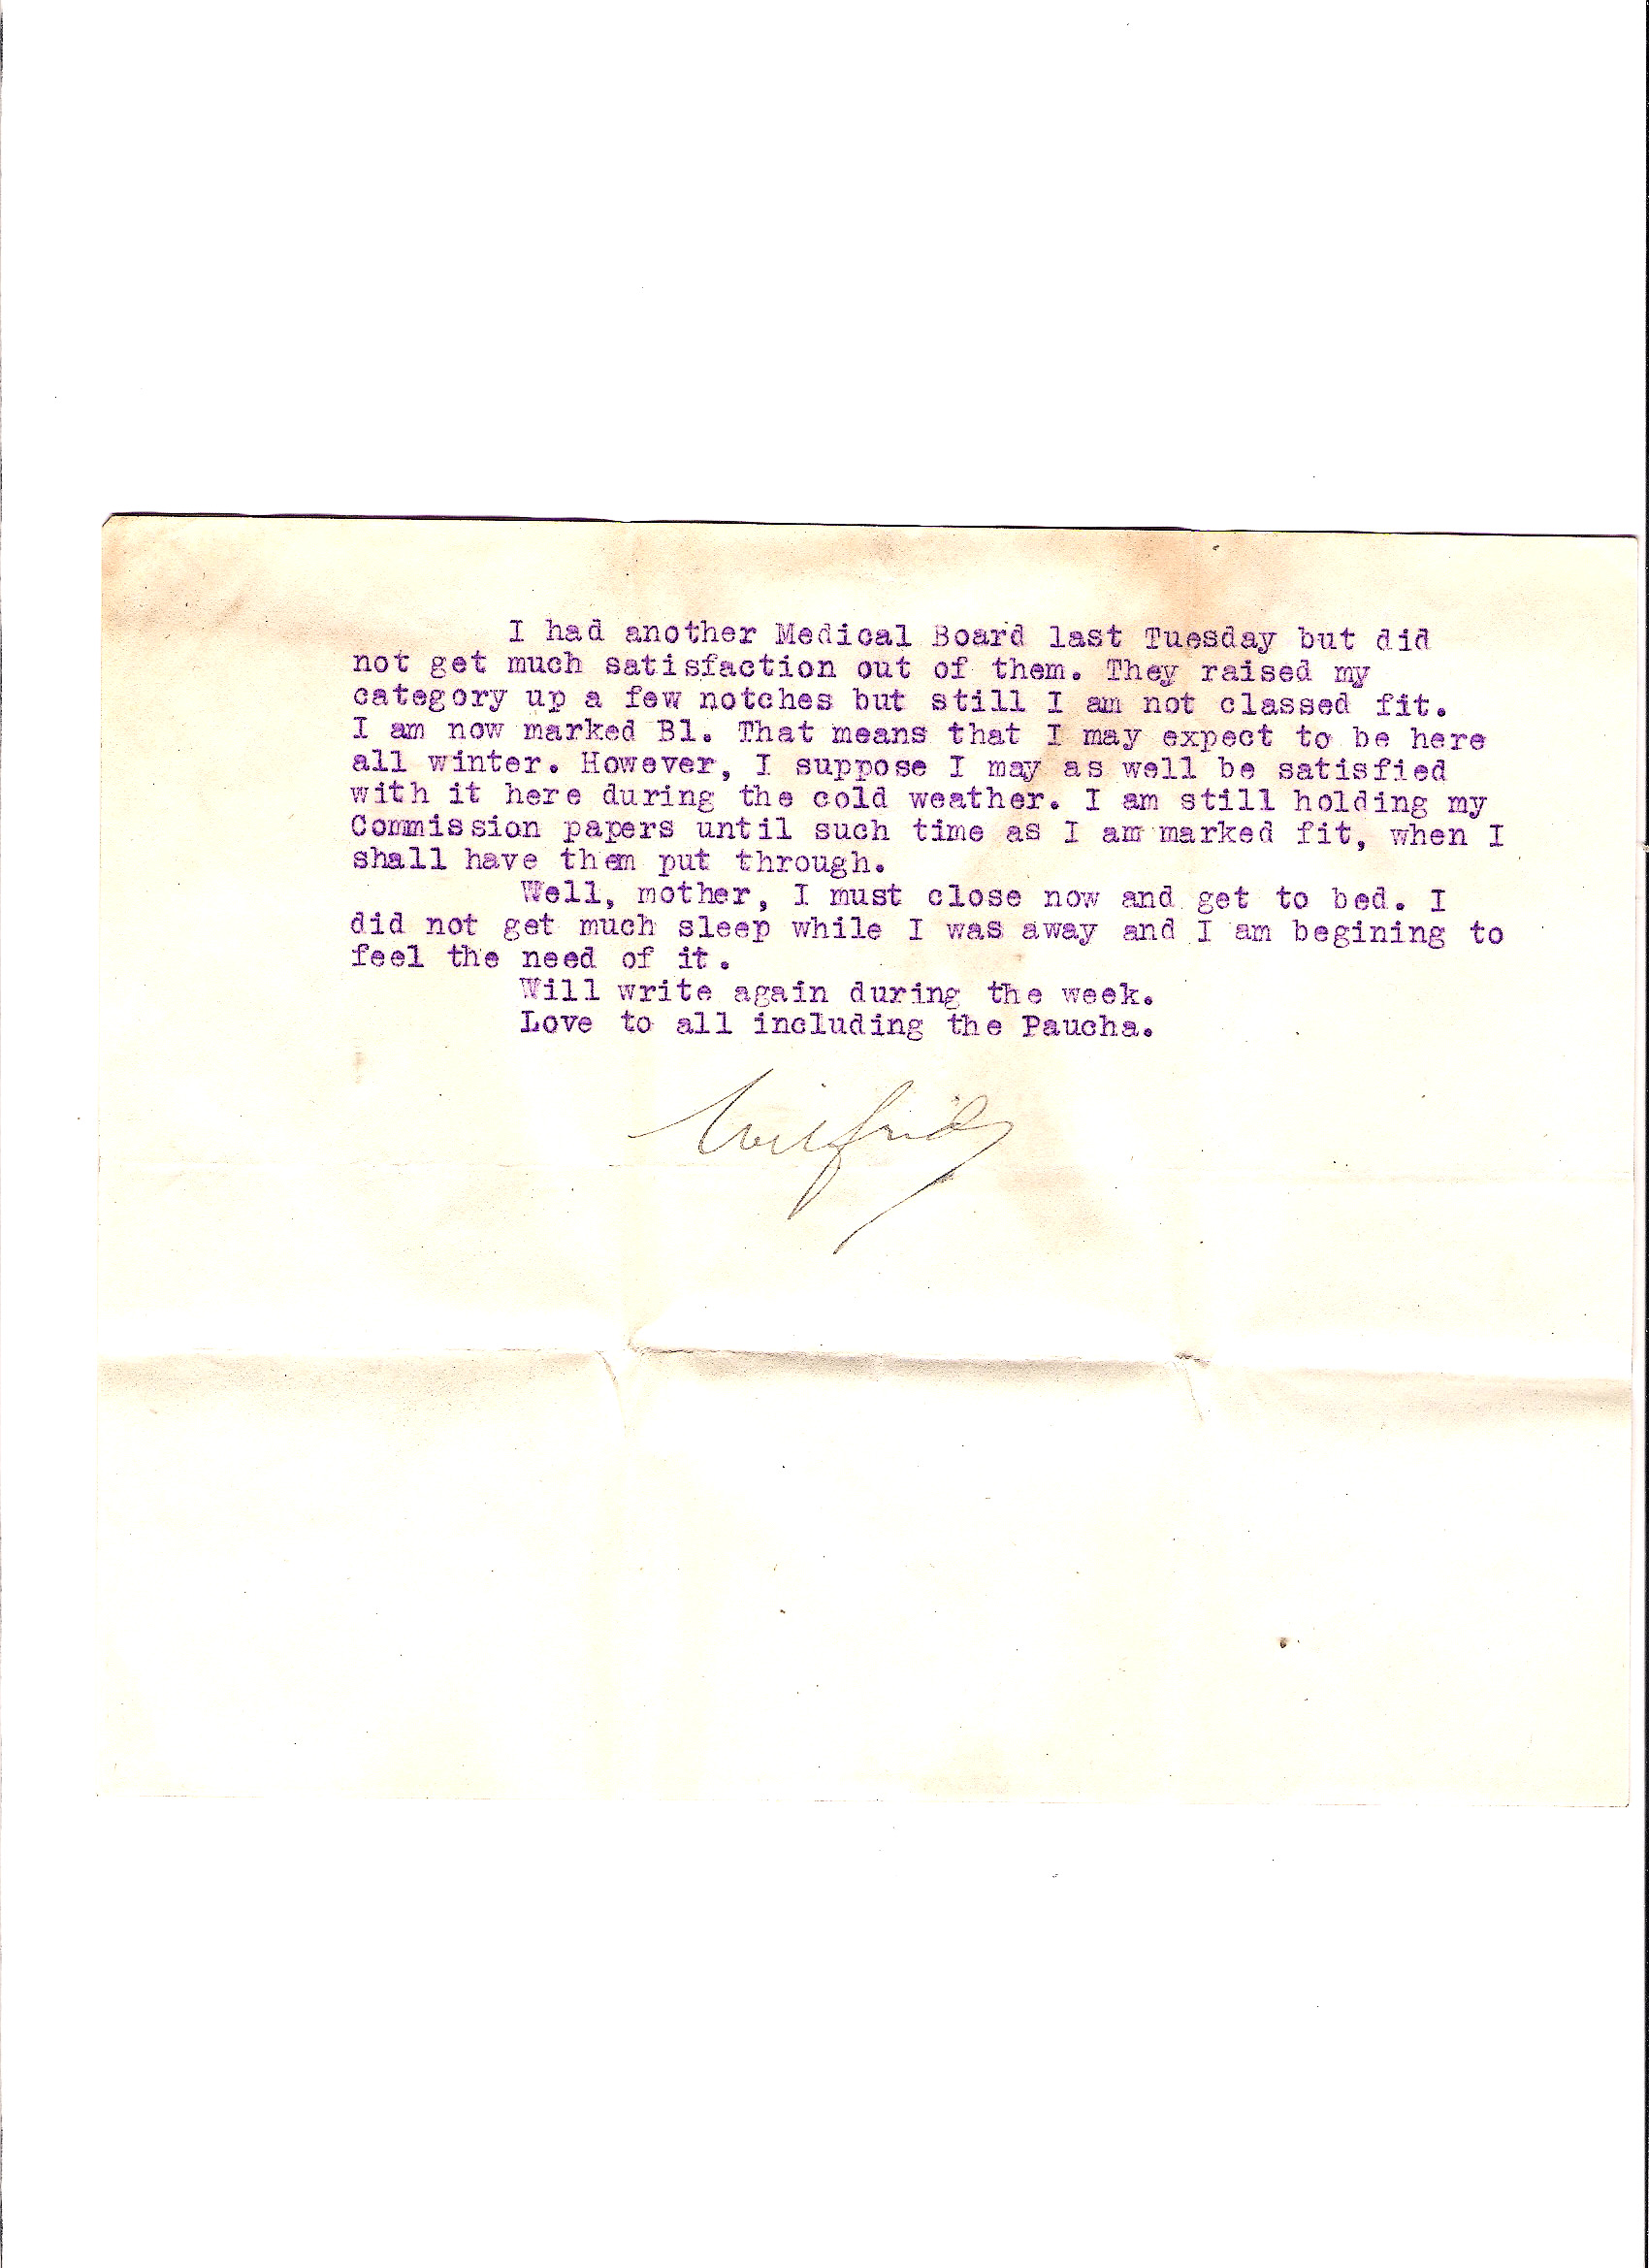 I had another Medical Board last Tuesday but did
not get much satisfaction out of them. They raised my
category up a few notches but still I am not classed fit.
I am now marked B1. That means that I may expect to be here
all winter. However, I suppose I may as well be satisfied
with it here during the cold weather. I am still holding my
Commission papers until such time as I am marked fit, when I
shall have them put through.
Well, mother, I must close now and get to bed. I
did not get much sleep while I was away and I am begining to
feel the need of it.
Will write again during the week.
Love to all including the Paucha.
Wilfrid